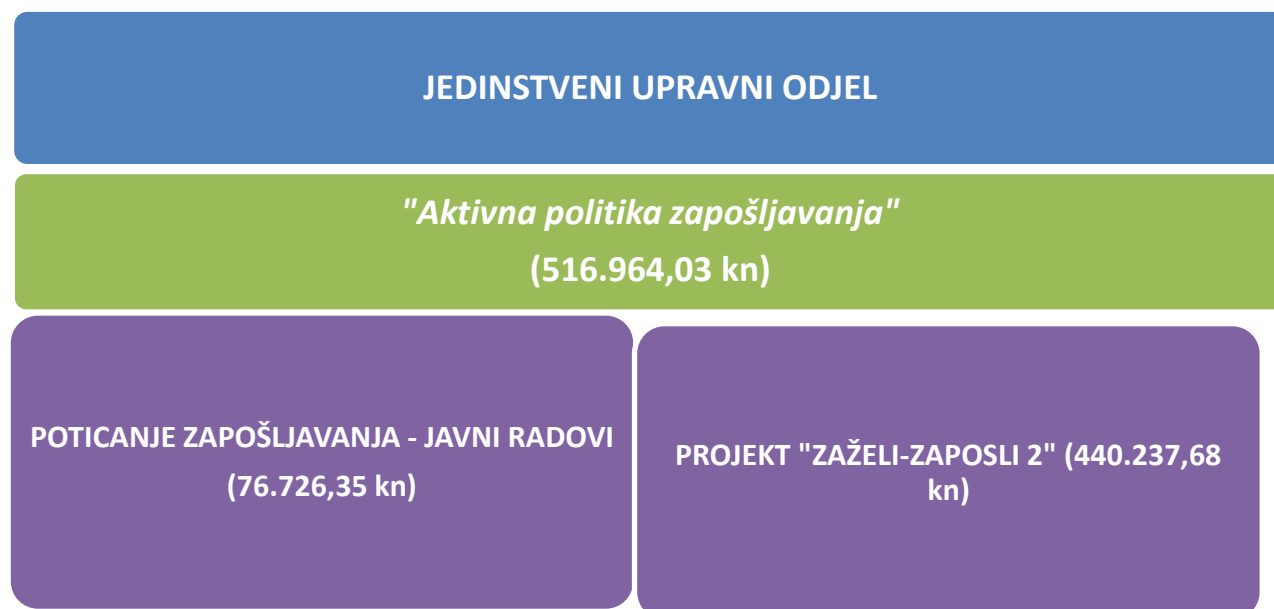 JEDINSTVENI UPRAVNI ODJEL
"Aktivna politika zapošljavanja"
(516.964,03 kn)
POTICANJE ZAPOŠLJAVANJA - JAVNI RADOVI
(76.726,35 kn)
PROJEKT "ZAŽELI-ZAPOSLI 2" (440.237,68
kn)